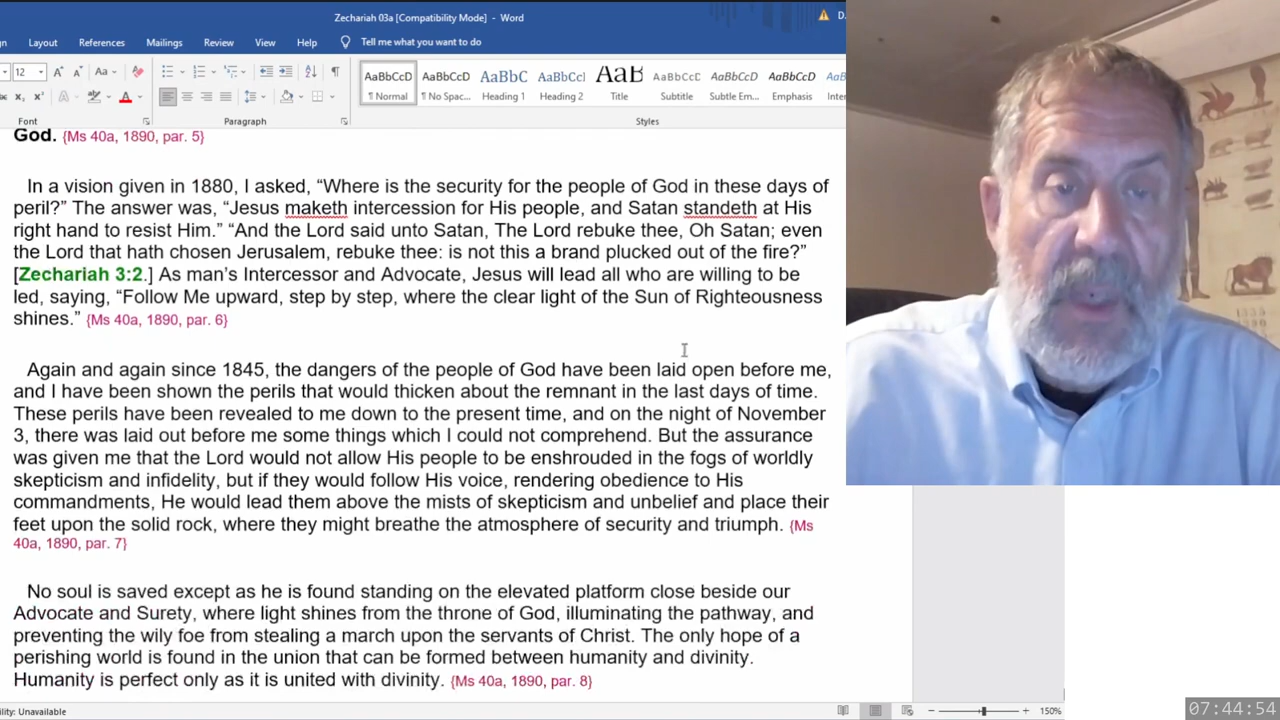 Zechariah 03a [Compatibility Mode] - Word
D.
gn Layout References Mailings Review View Help Tell me what you want to do
12 Aa
AaBbCcD AaBbCcD AaBbC AaBbCcI AaB AaBbCcD AaBbCcD AaBbCcD AaBb
¶ Normal ¶ No Spac... Heading 1 Heading 2 Title Subtitle Subtle Em... Emphasis Inte
Font Paragraph Styles
God. {Ms 40a, 1890, par. 5}
In a vision given in 1880, I asked, “Where is the security for the people of God in these days of
peril?” The answer was, “Jesus maketh intercession for His people, and Satan standeth at His
right hand to resist Him.” “And the Lord said unto Satan, The Lord rebuke thee, Oh Satan; even
the Lord that hath chosen Jerusalem, rebuke thee: is not this a brand plucked out of the fire?”
[Zechariah 3:2.] As man’s Intercessor and Advocate, Jesus will lead all who are willing to be
led, saying, “Follow Me upward, step by step, where the clear light of the Sun of Righteousness
shines.” {Ms 40a, 1890, par. 6}
Again and again since 1845, the dangers of the people of God have been laid open before me,
and I have been shown the perils that would thicken about the remnant in the last days of time.
These perils have been revealed to me down to the present time, and on the night of November
3, there was laid out before me some things which I could not comprehend. But the assurance
was given me that the Lord would not allow His people to be enshrouded in the fogs of worldly
skepticism and infidelity, but if they would follow His voice, rendering obedience to His
commandments, He would lead them above the mists of skepticism and unbelief and place their
feet upon the solid rock, where they might breathe the atmosphere of security and triumph. {Ms
40a, 1890, par. 7}
No soul is saved except as he is found standing on the elevated platform close beside our
Advocate and Surety, where light shines from the throne of God, illuminating the pathway, and
preventing the wily foe from stealing a march upon the servants of Christ. The only hope of a
perishing world is found in the union that can be formed between humanity and divinity.
Humanity is perfect only as it is united with divinity. {Ms 40a, 1890, par. 8}
ility: Unavailable
150%
07:44:54